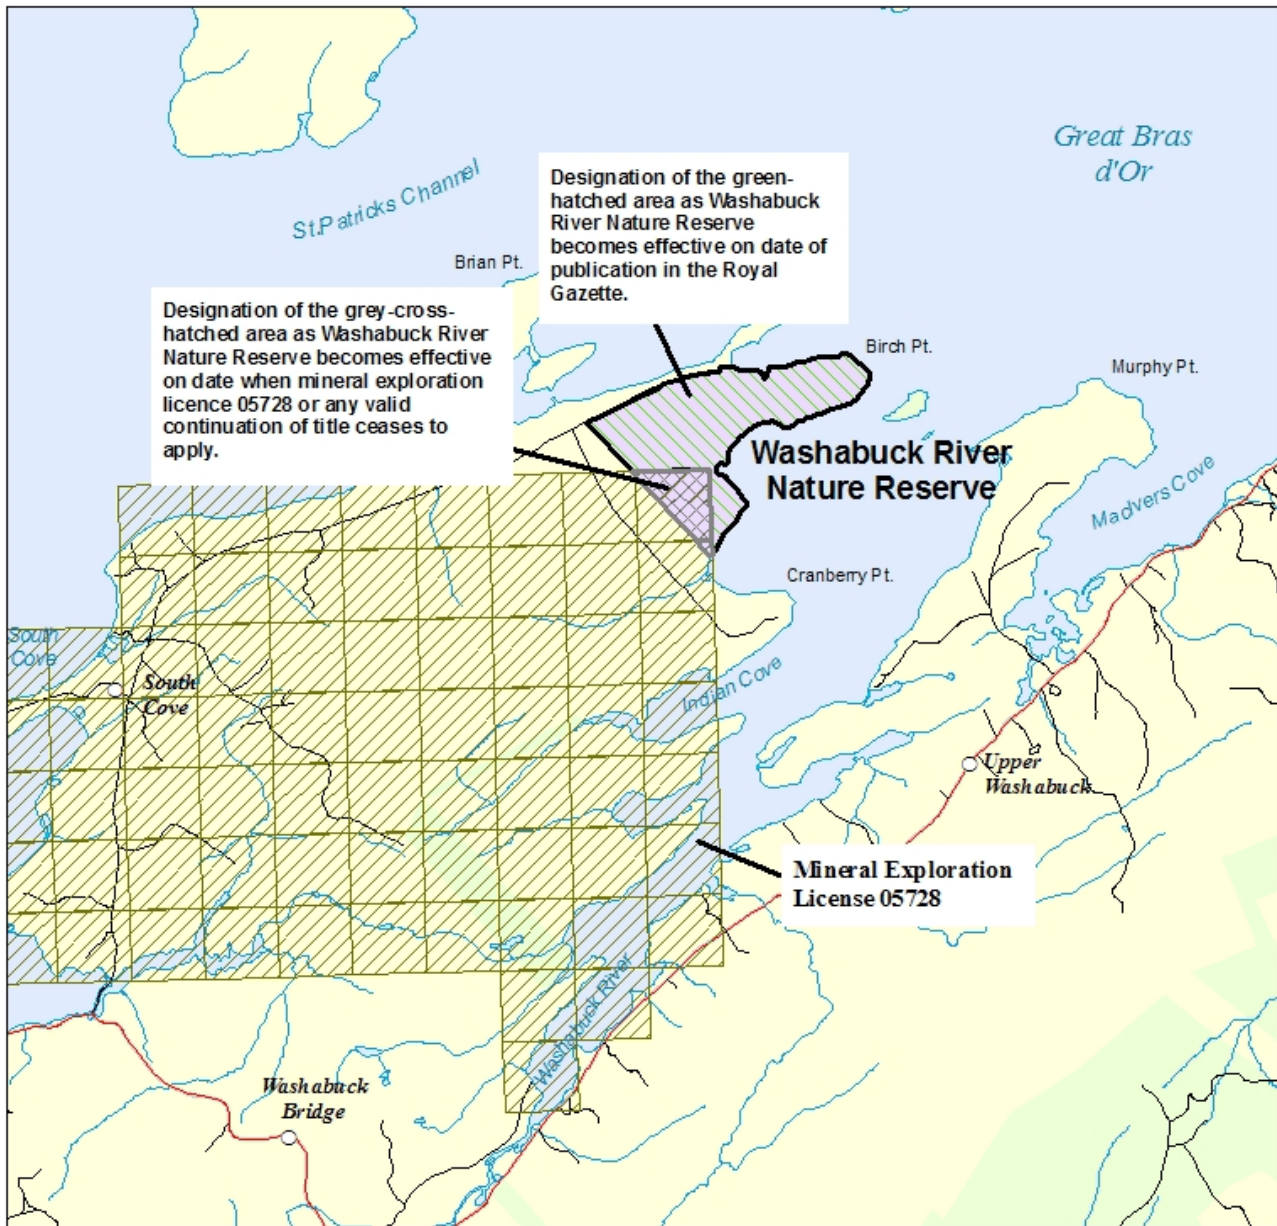 Great Bras
d'Or
St.Patricks Channel
Designation of the green-
hatched area as Washabuck
River Nature Reserve
becomes effective on date of
publication in the Royal
Gazette.
Brian Pt.
Designation of the grey-cross-
hatched area as Washabuck River
Nature Reserve becomes effective
on date when mineral exploration
licence 05728 or any valid
continuation of title ceases to
apply.
Birch Pt.
Murphy Pt.
Washabuck River
Nature Reserve
MadVers Cove
Cranberry Pt.
South
Cove
South
Cove
Indian Cove
Upper
Washabuck
Mineral Exploration
License 05728
Washabuck River
Washabuck
Bridge